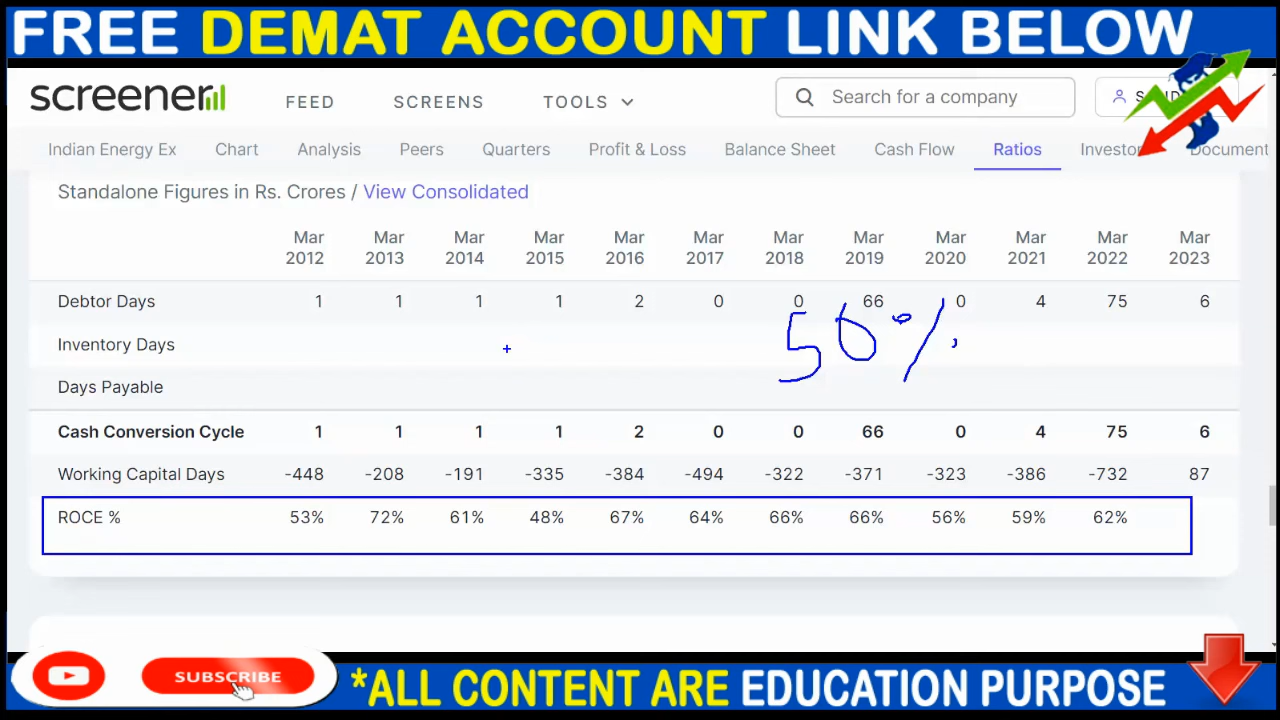 FREE DEMAT ACCOUNT LINK BELOW
screener
FEED SCREENS TOOLS
Search for a company
Indian Energy Ex Chart Analysis Peers Quarters Profit & Loss Balance Sheet Cash Flow Ratios Investor Document
Standalone Figures in Rs. Crores / View Consolidated
Mar 2012 Mar 2013 Mar 2014 Mar 2015 Mar 2016 Mar 2017 Mar 2018 Mar 2019 Mar 2020 Mar 2021 Mar 2022 Mar 2023
Debtor Days 1 1 1 1 2 0 0 66 0 4 75 6
50%
Inventory Days
Days Payable
Cash Conversion Cycle 1 1 1 1 2 0 0 66 0 4 75 6
Working Capital Days -448 -208 -191 -335 -384 -494 -322 -371 -323 -386 -732 87
ROCE % 53% 72% 61% 48% 67% 64% 66% 66% 56% 59% 62%
SUBSCRIBE
*ALL CONTENT ARE EDUCATION PURPOSE